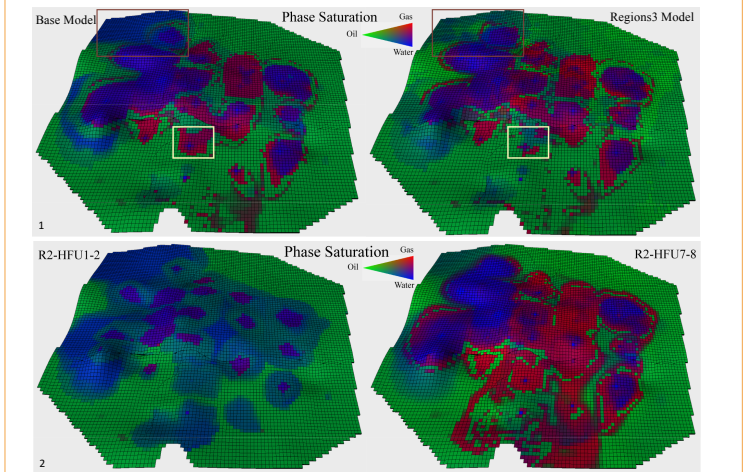 Base Model
Phase Saturation
Gas
Oil
Water
Regions3 Model
1
R2-HFU1-2
Phase Saturation
Gas
Oil
Water
R2-HFU7-8
2